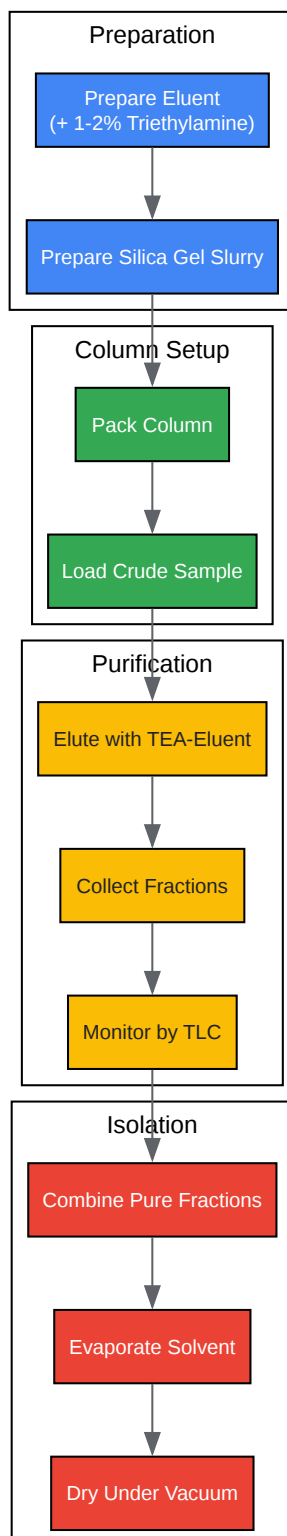 Preparation
Prepare Eluent
(+ 1-2% Triethylamine)
Prepare Silica Gel Slurry
Column Setup
Pack Column
Load Crude Sample
Purification
Elute with TEA-Eluent
Collect Fractions
Monitor by TLC
Isolation
Combine Pure Fractions
Evaporate Solvent
Dry Under Vacuum